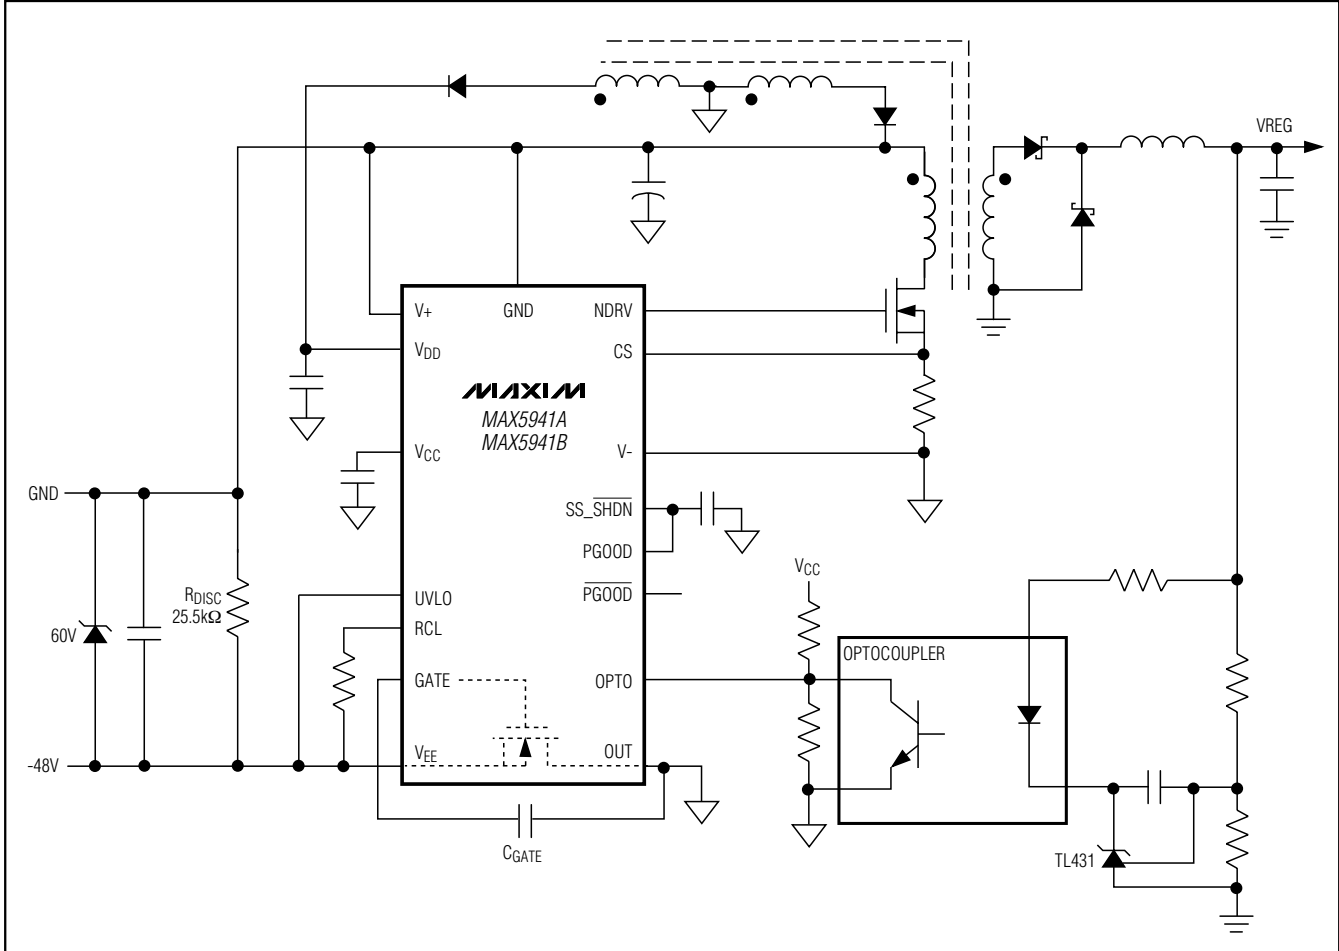 VREG
V+
GND
NDRV
VDD
CS
MAXIM
MAX5941A
MAX5941B
VCC
V-
GND
SS_SHDN
PGOOD
VCC
RDISC
25.5kΩ
UVLO
PGOOD
60V
RCL
OPTOCOUPLER
GATE
OPTO
VEE
OUT
-48V
CGATE
TL431